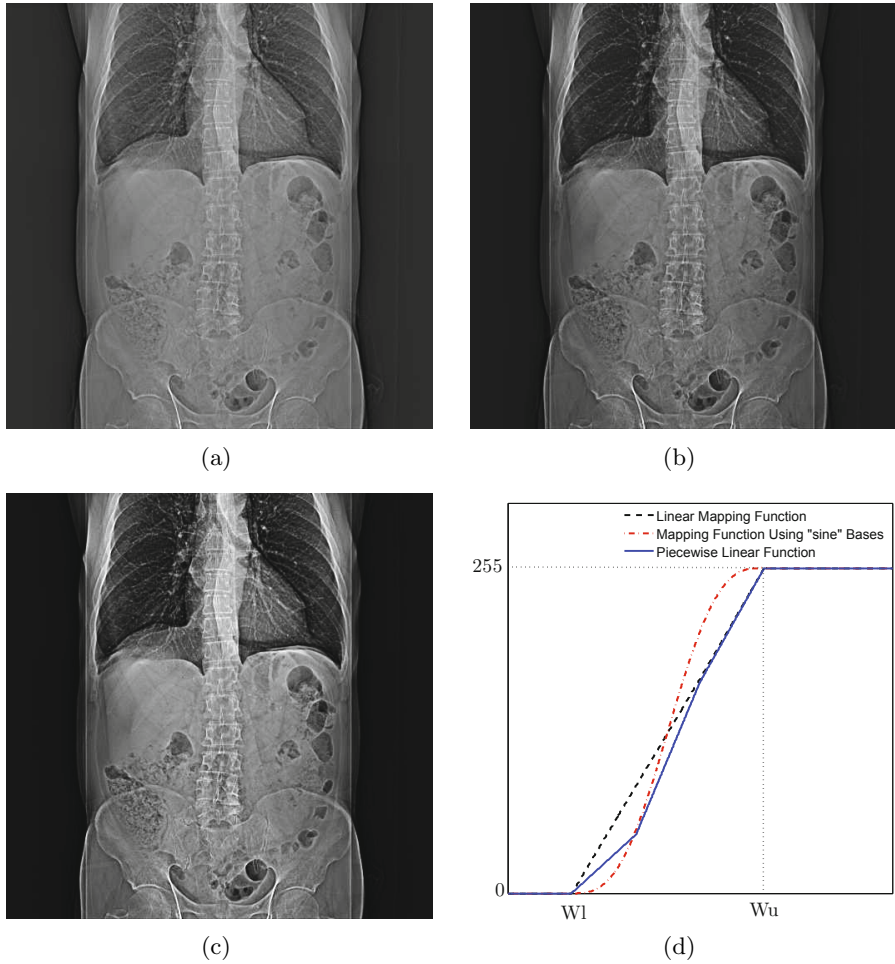 (a)
(b)
Linear Mapping Function
Mapping Function Using "sine" Bases
Piecewise Linear Function
255
0
Wl
Wu
(c)
(d)